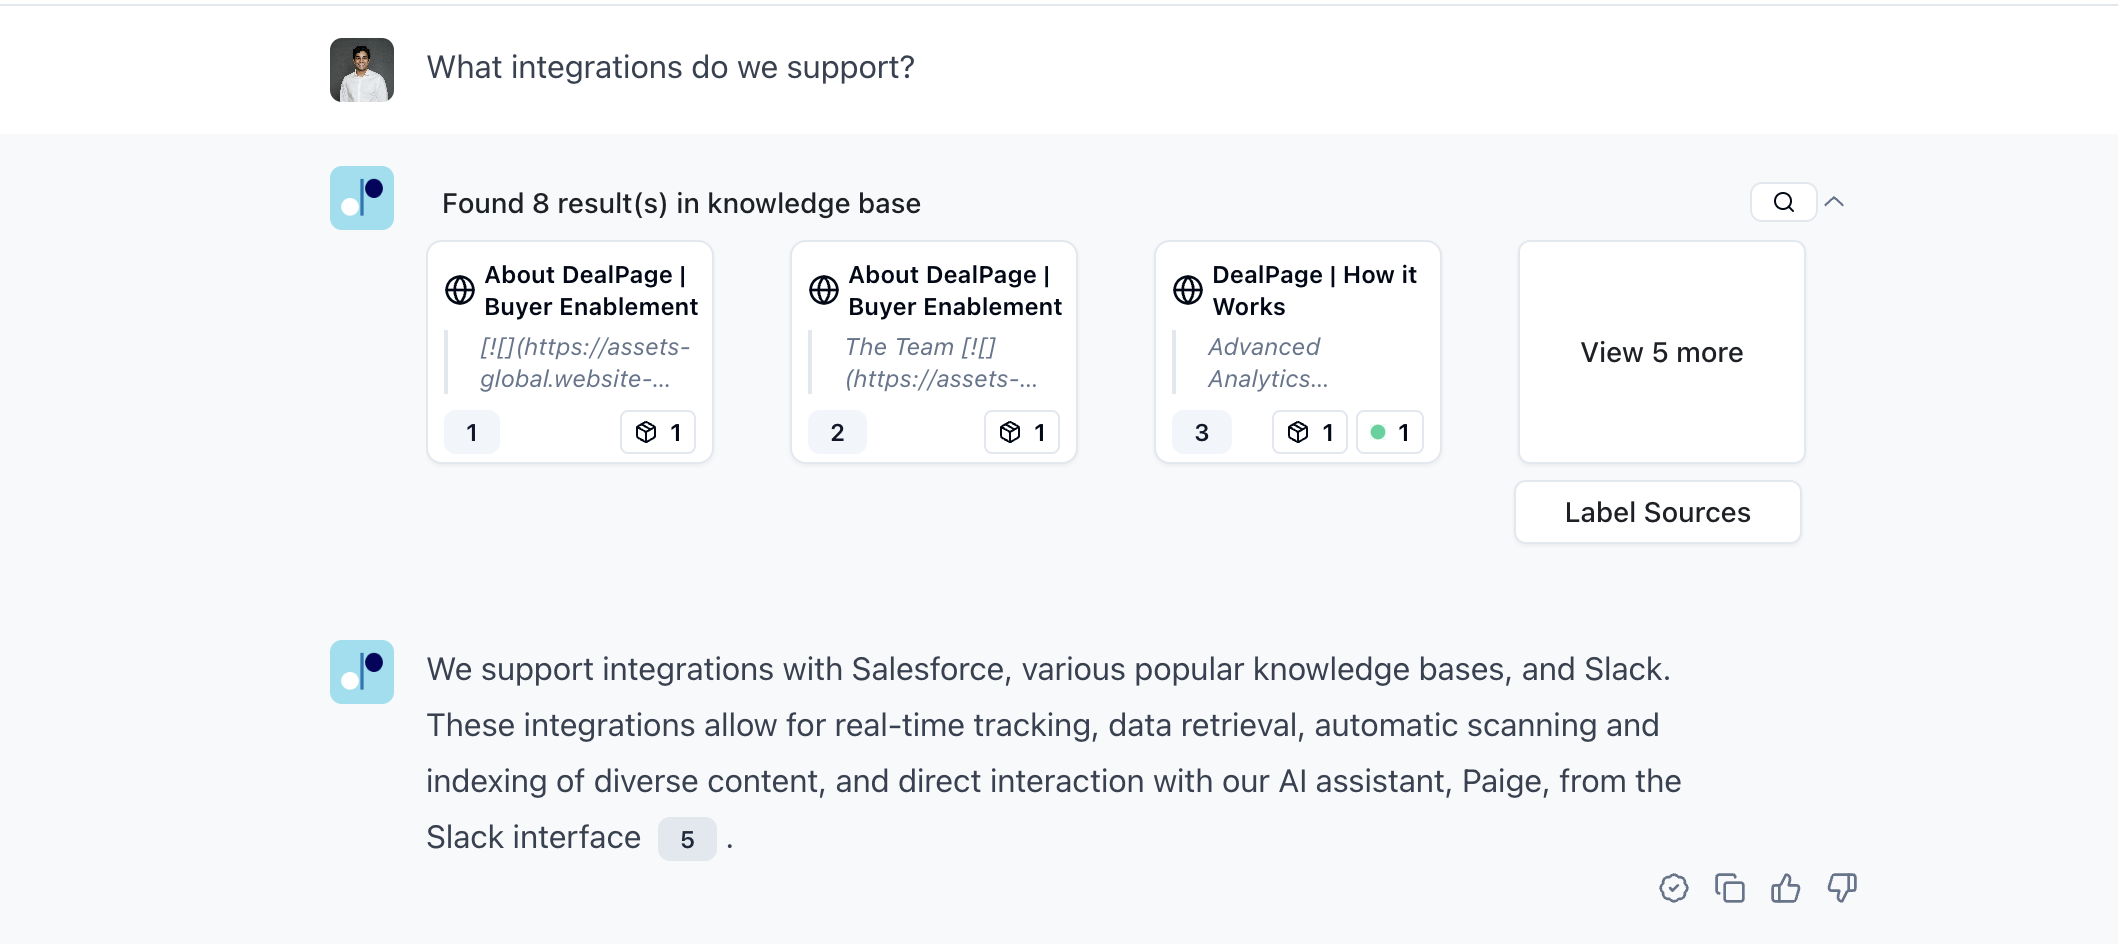 What integrations do we support?
Found 8 result(s) in knowledge base
About DealPage |
Buyer Enablement
[![](https://assets-
global.website-...
1
1
About DealPage |
Buyer Enablement
The Team [![]
(https://assets-...
2
1
DealPage | How it
Works
Advanced
Analytics...
3
1
1
View 5 more
Label Sources
We support integrations with Salesforce, various popular knowledge bases, and Slack.
These integrations allow for real-time tracking, data retrieval, automatic scanning and
indexing of diverse content, and direct interaction with our AI assistant, Paige, from the
Slack interface 5 .